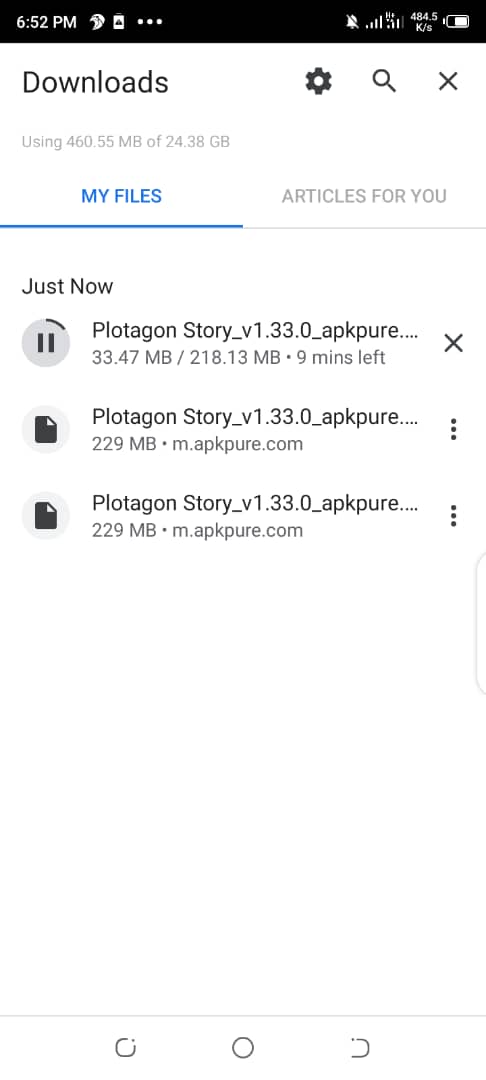 6:52 PM
484.5
K/s
Downloads
Using 460.55 MB of 24.38 GB
MY FILES
ARTICLES FOR YOU
Just Now
Plotagon Story_v1.33.0_apkpure....
33.47 MB / 218.13 MB • 9 mins left
Plotagon Story_v1.33.0_apkpure....
229 MB • m.apkpure.com
Plotagon Story_v1.33.0_apkpure....
229 MB • m.apkpure.com